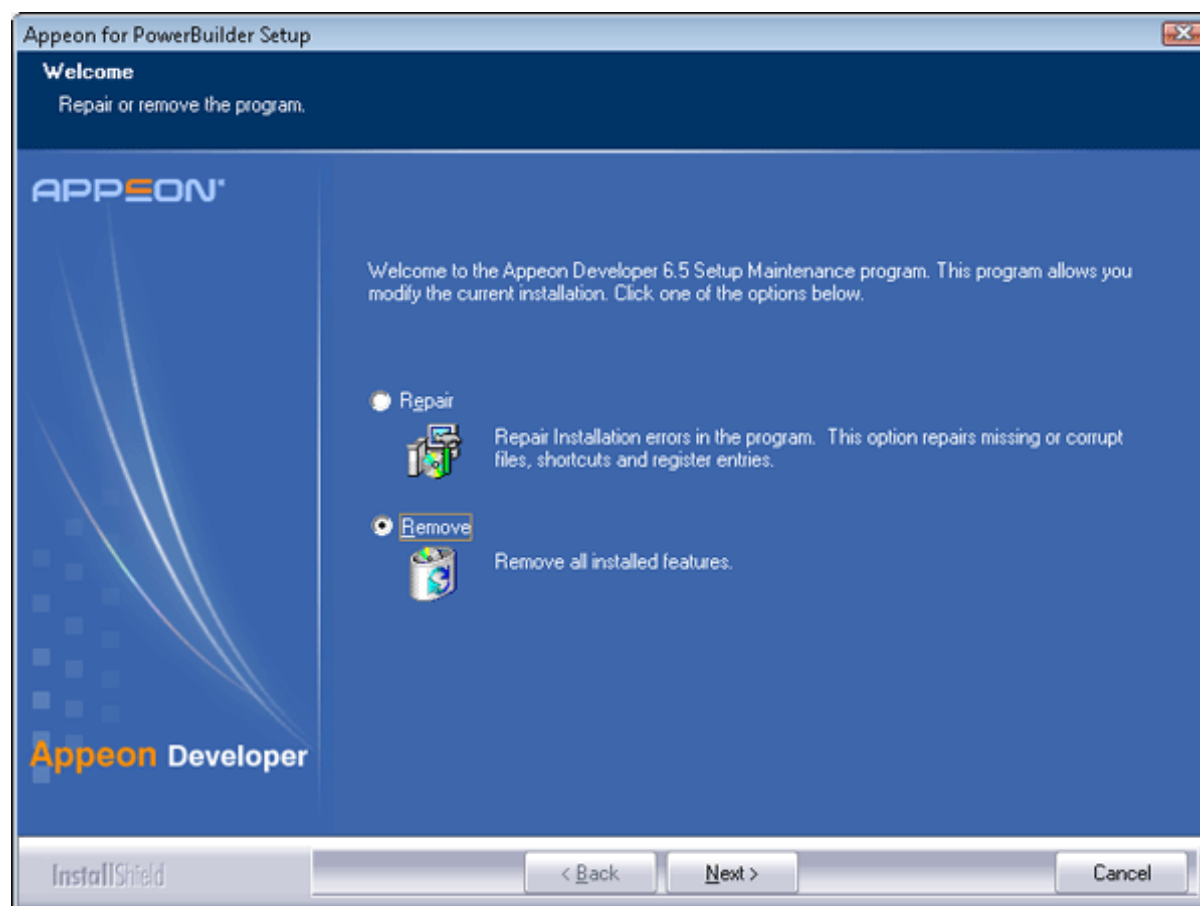 Appeon for PowerBuilder Setup
Welcome
Repair or remove the program.
APPEON
Welcome to the Appeon Developer 6.5 Setup Maintenance program. This program allows you
modify the current installation. Click one of the options below.
Repair
Repair Installation errors in the program. This option repairs missing or corrupt
files, shortcuts and register entries.
Remove
Remove all installed features.
Appeon Developer
InstallShield
< Back
Next >
Cancel